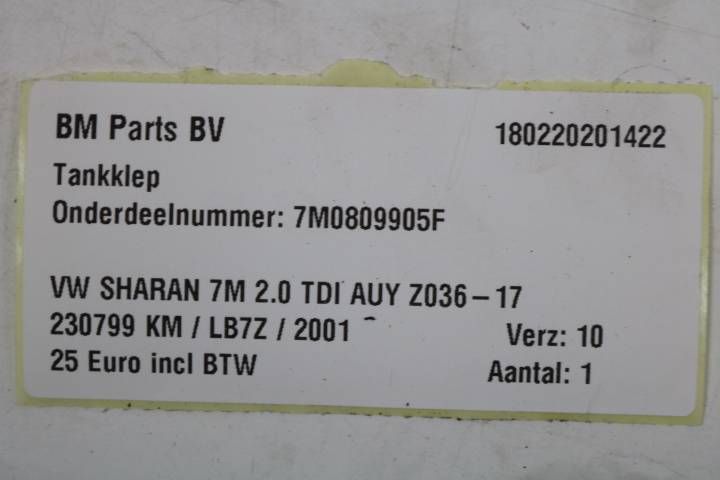 BM Parts BV 180220201422
Tankklep
Onderdeelnummer: 7M0809905F
VW SHARAN 7M 2.0 TDI AUY Z036-17
230799 KM / LB7Z / 2001 Verz: 10
25 Euro incl BTW Aantal: 1